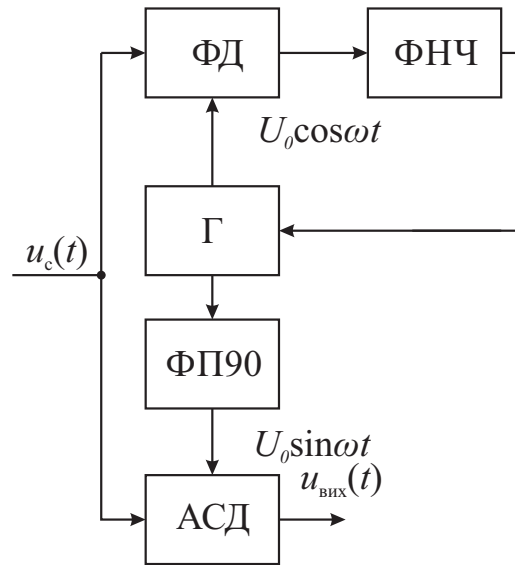 ФД
ФНЧ
U₀cosωt
Г
uс(t)
ФП90
U₀sinωt
uвих(t)
АСД